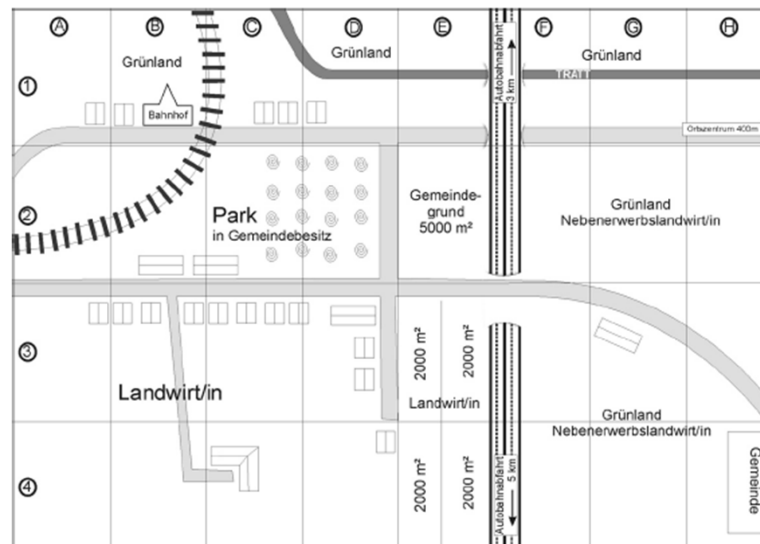 A B C D E F G H
1
Grünland
Bahnhof
Grünland
Autobahnabfahrt
3 km
Grünland
TRATT
Ortszentrum 400m
2
Park
in Gemeindebesitz
Gemeinde-
grund
5000 m²
Grünland
Nebenerwerbslandwirt/in
3
Landwirt/in
2000 m²
2000 m²
Landwirt/in
Grünland
Nebenerwerbslandwirt/in
4
2000 m²
2000 m²
Autobahnabfahrt
5 km
Gemeinde